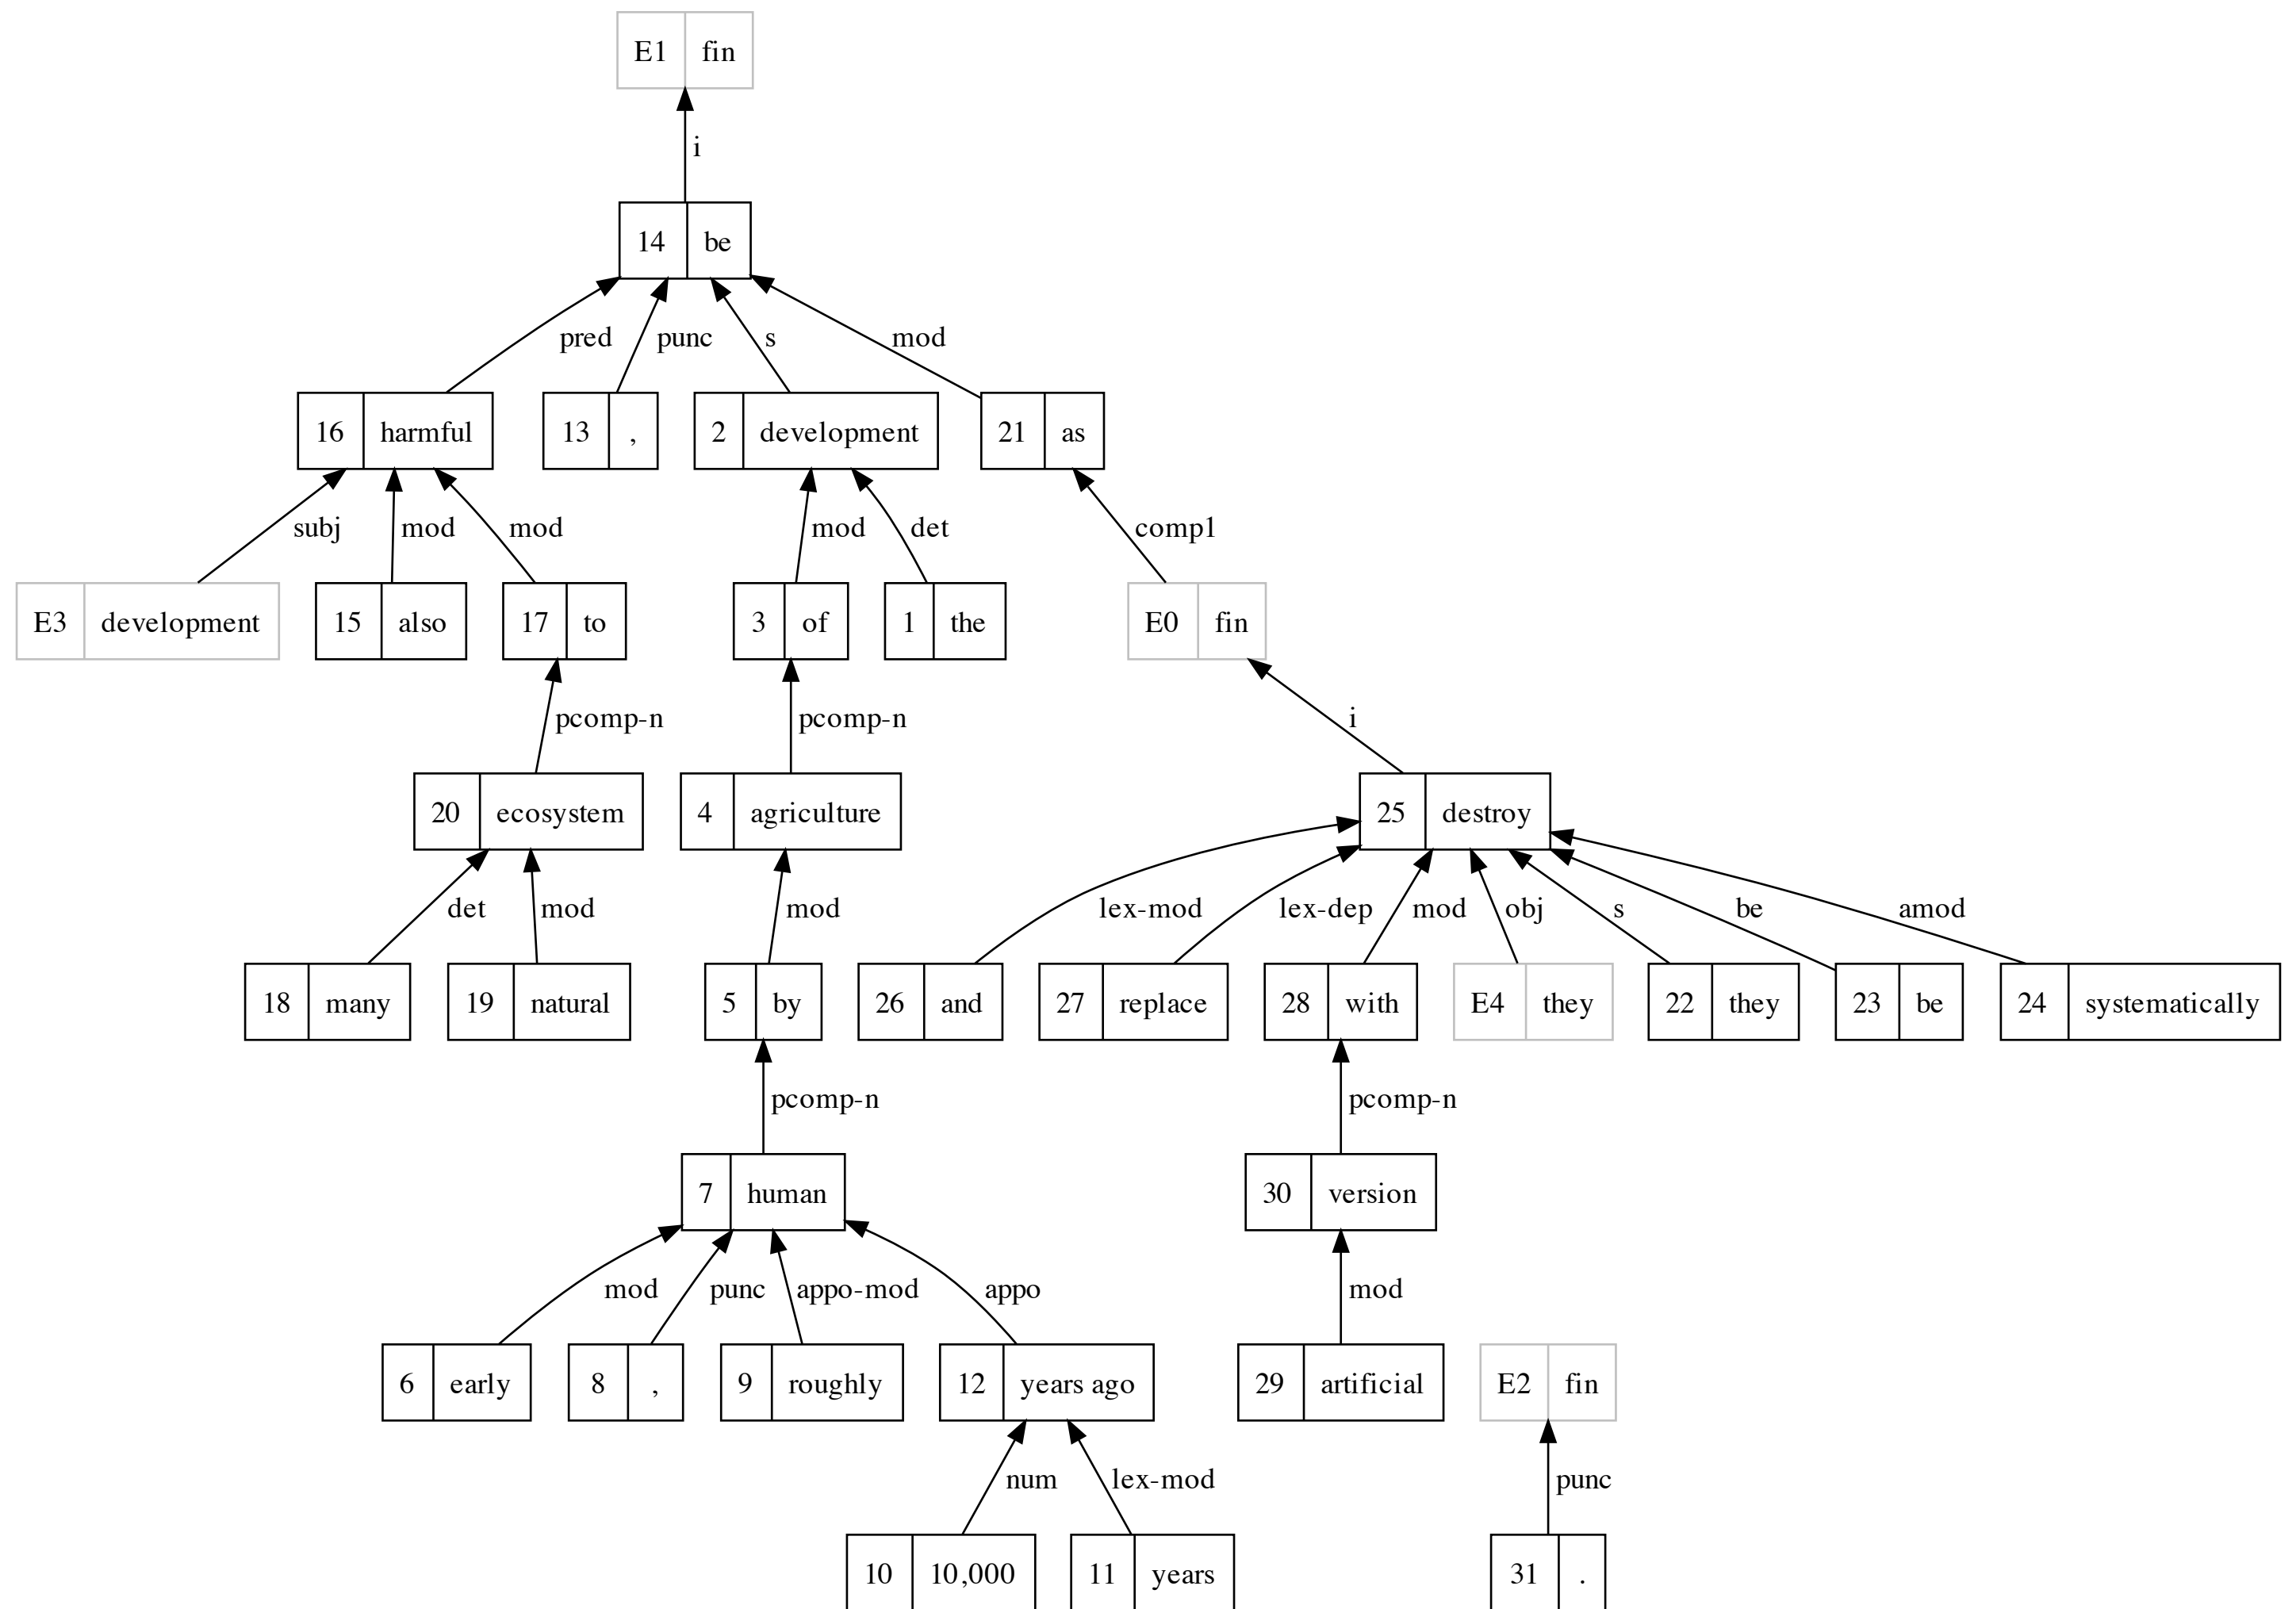 E1 fin
i
14 be
pred punc s mod
16 harmful 13 , 2 development 21 as
subj mod mod mod det comp1
E3 development 15 also 17 to 3 of 1 the E0 fin
pcomp-n pcomp-n i
20 ecosystem 4 agriculture 25 destroy
det mod mod lex-mod lex-dep mod obj s be amod
18 many 19 natural 5 by 26 and 27 replace 28 with E4 they 22 they 23 be 24 systematically
pcomp-n pcomp-n
7 human 30 version
mod punc appo-mod appo mod
6 early 8 , 9 roughly 12 years ago 29 artificial E2 fin
num lex-mod punc
10 10,000 11 years 31 .